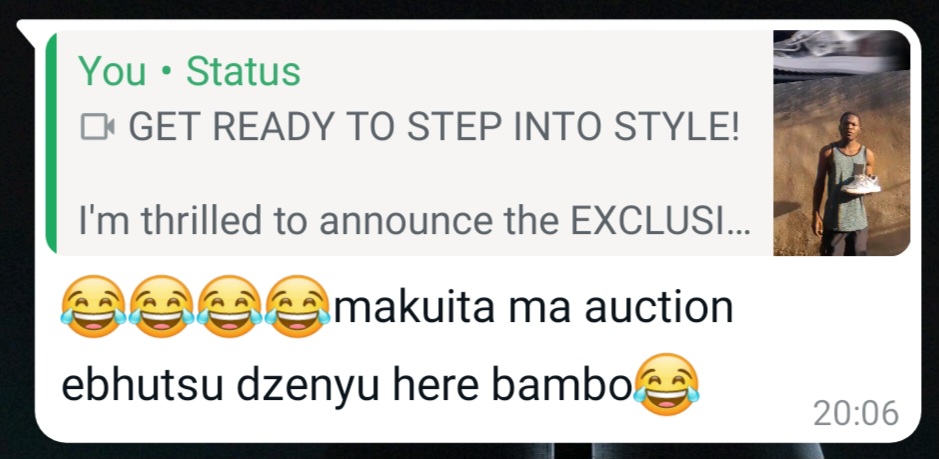 You • Status
GET READY TO STEP INTO STYLE!
I'm thrilled to announce the EXCLUSI...
😂😂😂😂makuita ma auction
ebhutsu dzenyu here bambo😂
20:06